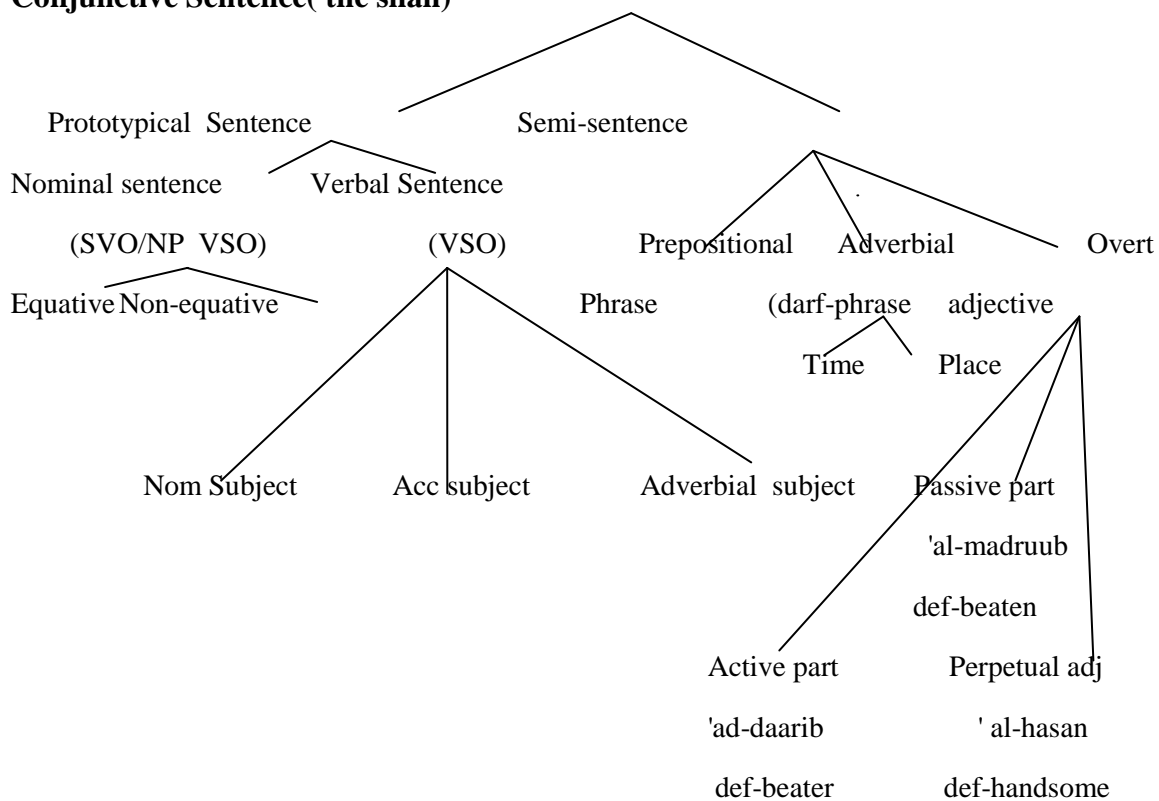 Conjunctive Sentence( the silah)
Prototypical Sentence Semi-sentence
Nominal sentence Verbal Sentence
(SVO/NP VSO) (VSO) Prepositional Adverbial Overt
Equative Non-equative Phrase (darf-phrase adjective
Time Place
Nom Subject Acc subject Adverbial subject Passive part
'al-madruub
def-beaten
Active part Perpetual adj
'ad-daarib ' al-hasan
def-beater def-handsome